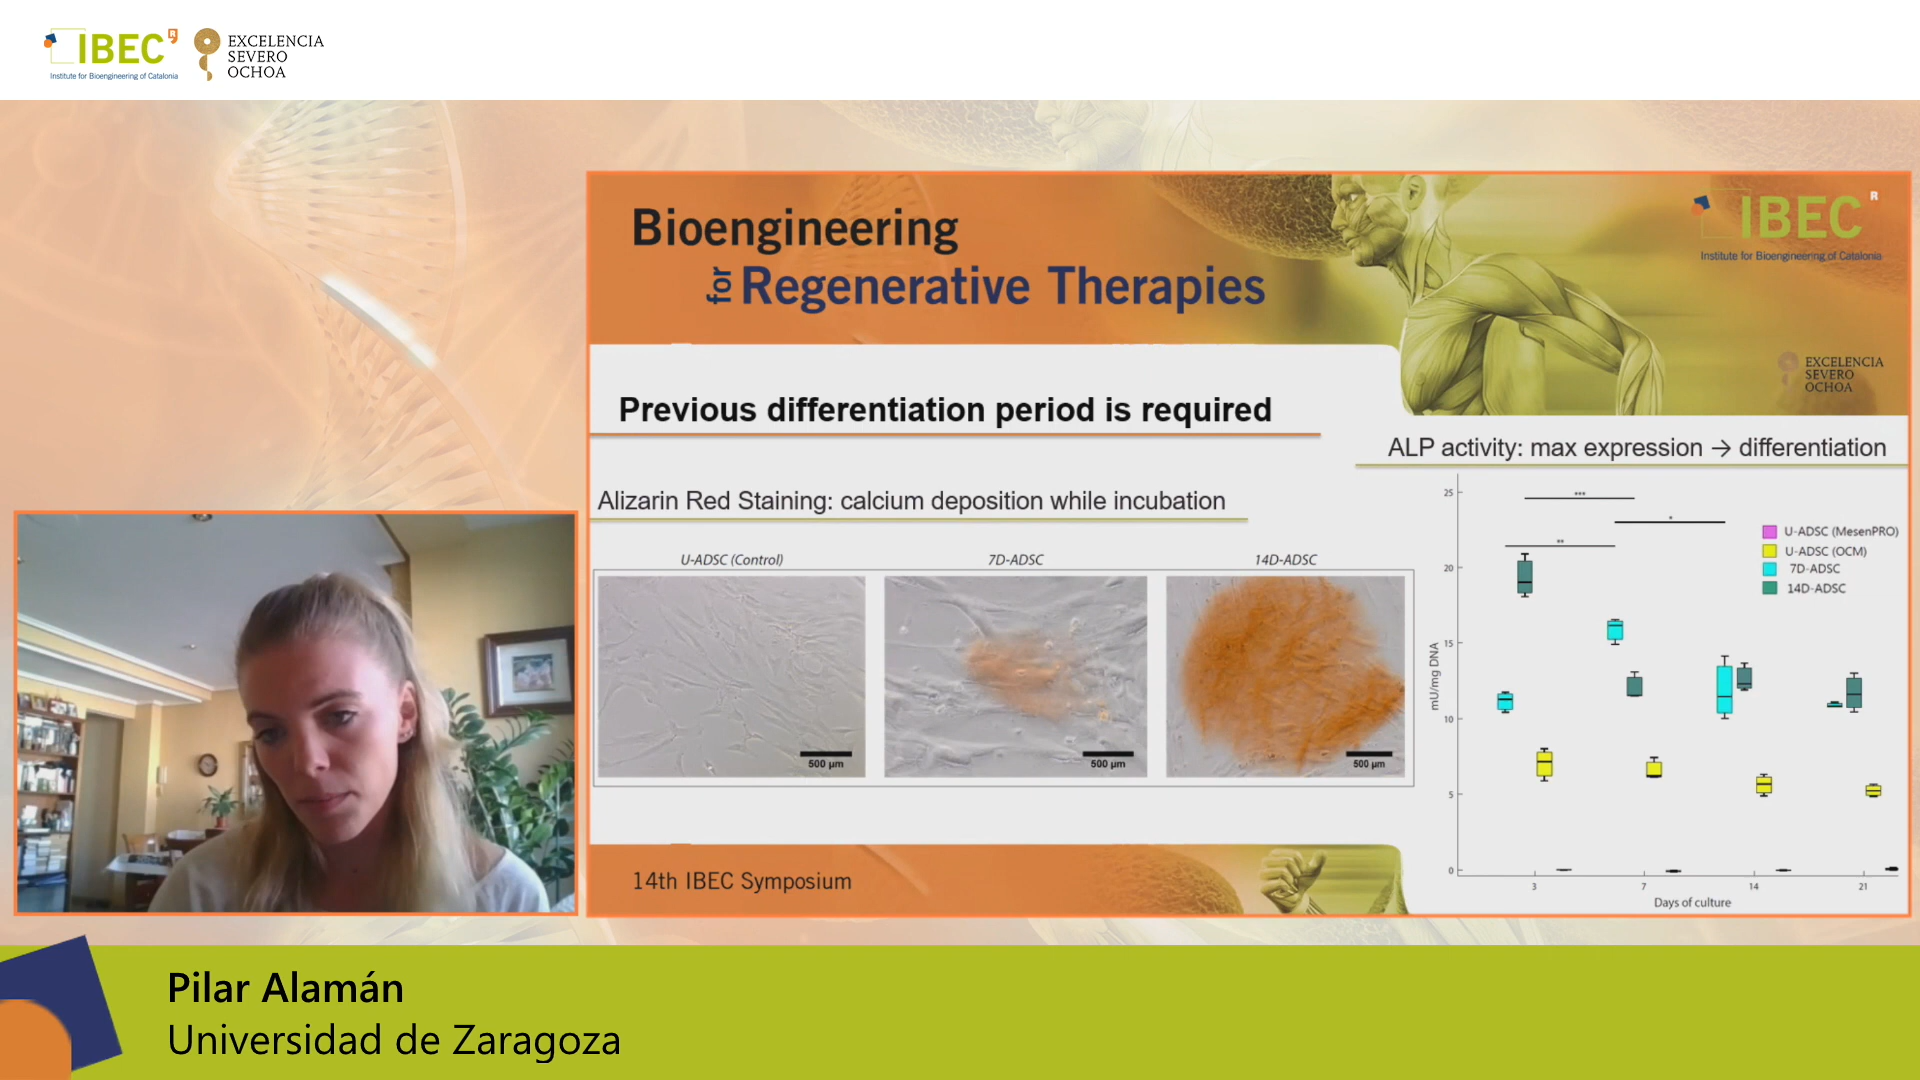 IBEC R
Institute for Bioengineering of Catalonia
EXCELENCIA
SEVERO
OCHOA
Bioengineering
for Regenerative Therapies
IBEC R
Institute for Bioengineering of Catalonia
EXCELENCIA
SEVERO
OCHOA
Previous differentiation period is required
ALP activity: max expression → differentiation
Alizarin Red Staining: calcium deposition while incubation
U-ADSC (Control)
7D-ADSC
14D-ADSC
500 µm
500 µm
500 µm
25
20
15
10
5
0
mU/mg DNA
***
*
**
U-ADSC (MesenPRO)
U-ADSC (OCM)
7D-ADSC
14D-ADSC
3
7
14
21
Days of culture
14th IBEC Symposium
Pilar Alamán
Universidad de Zaragoza